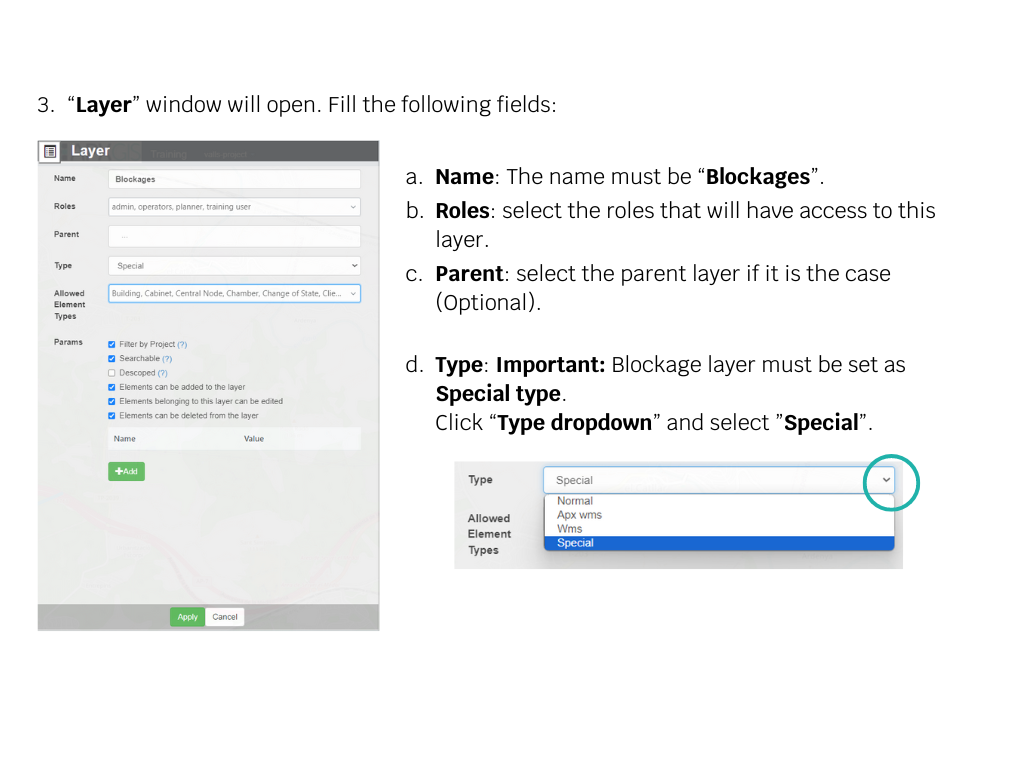 3. “Layer” window will open. Fill the following fields:
Layer
Name
Blockages
Roles
admin, operators, planner, training user
Parent
...
Type
Special
Allowed
Element
Types
Building, Cabinet, Central Node, Chamber, Change of State, Clie...
Params
Filter by Project (?)
Searchable (?)
Descoped (?)
Elements can be added to the layer
Elements belonging to this layer can be edited
Elements can be deleted from the layer
Name Value
+Add
Apply Cancel
a. Name: The name must be “Blockages”.
b. Roles: select the roles that will have access to this
layer.
c. Parent: select the parent layer if it is the case
(Optional).
d. Type: Important: Blockage layer must be set as
Special type.
Click “Type dropdown” and select ”Special”.
Type
Special
Allowed
Element
Types
Normal
Apx wms
Wms
Special